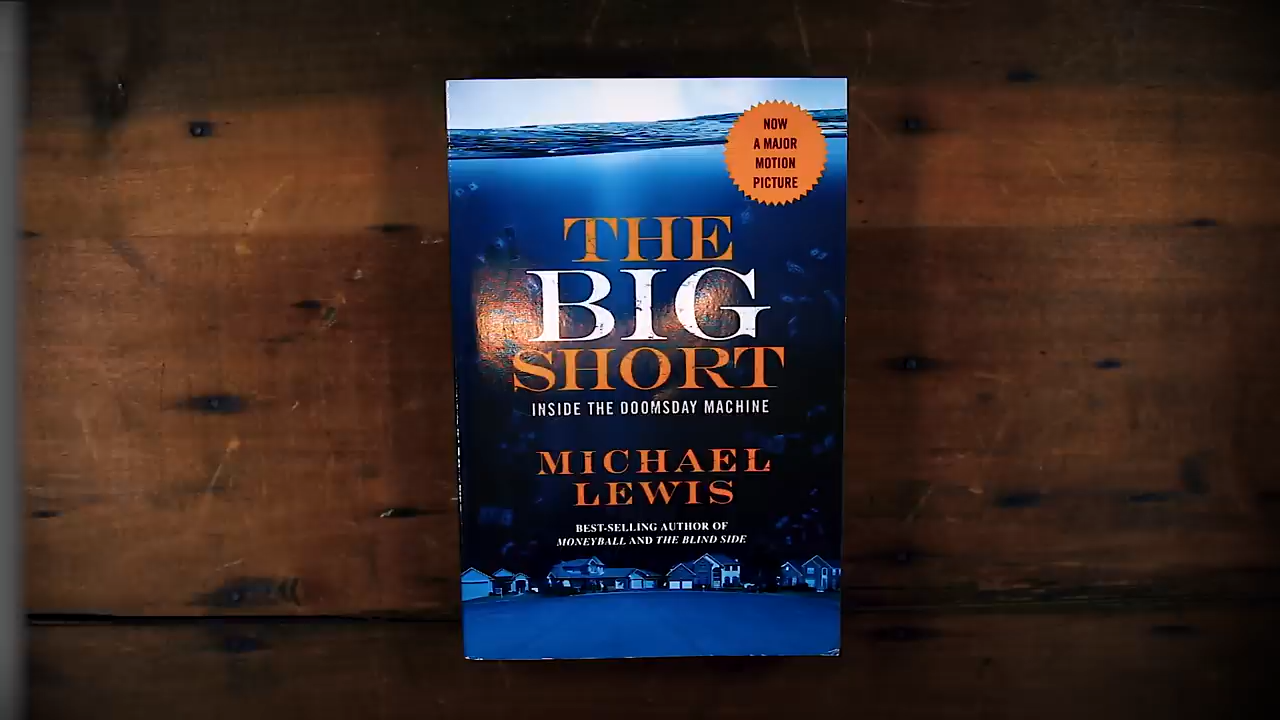 NOW
A MAJOR
MOTION
PICTURE
THE
BIG
SHORT
INSIDE THE DOOMSDAY MACHINE
MICHAEL
LEWIS
BEST-SELLING AUTHOR OF
MONEYBALL AND THE BLIND SIDE